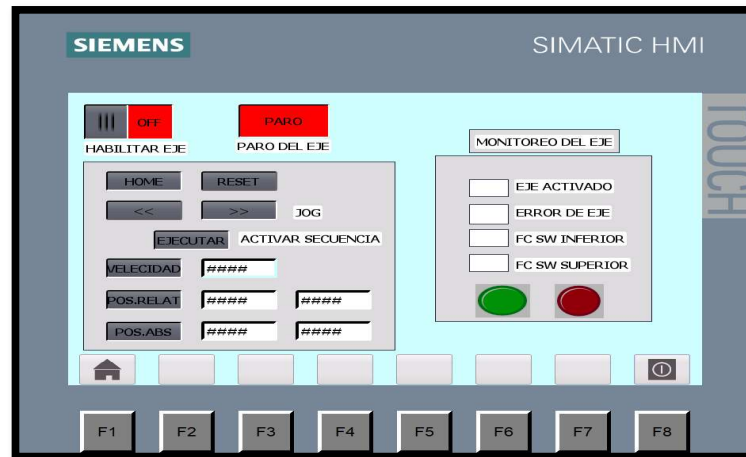 SIEMENS
SIMATIC HMI
TOUCH
OFF
PARO
HABILITAR EJE
PARO DEL EJE
HOME
RESET
<<
>>
JOG
EJECUTAR
ACTIVAR SECUENCIA
VELECIDAD
####
POS.RELAT
####
####
POS.ABS
####
####
MONITOREO DEL EJE
EJE ACTIVADO
ERROR DE EJE
FC SW INFERIOR
FC SW SUPERIOR
F1
F2
F3
F4
F5
F6
F7
F8